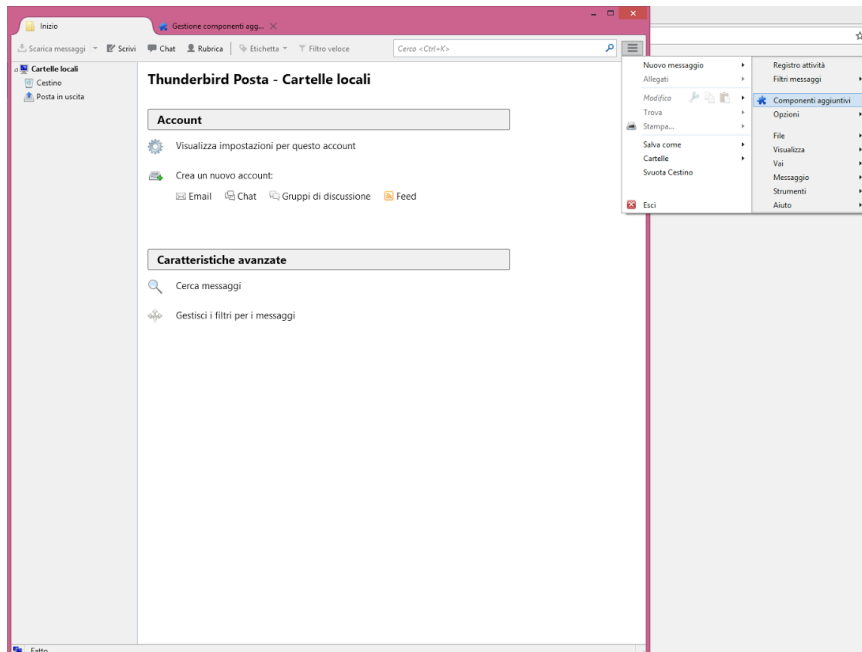 Inizio
Gestione componenti agg...
Scarica messaggi
Scrivi
Chat
Rubrica
Etichetta
Filtro veloce
Cerca <Ctrl+K>
Cartelle locali
Cestino
Posta in uscita
Thunderbird Posta - Cartelle locali
Account
Visualizza impostazioni per questo account
Crea un nuovo account:
Email
Chat
Gruppi di discussione
Feed
Caratteristiche avanzate
Cerca messaggi
Gestisci i filtri per i messaggi
Nuovo messaggio
Allegati
Modifica
Trova
Stampa...
Salva come
Cartelle
Svuota Cestino
Esci
Registro attività
Filtri messaggi
Componenti aggiuntivi
Opzioni
File
Visualizza
Vai
Messaggio
Strumenti
Aiuto
Fatto